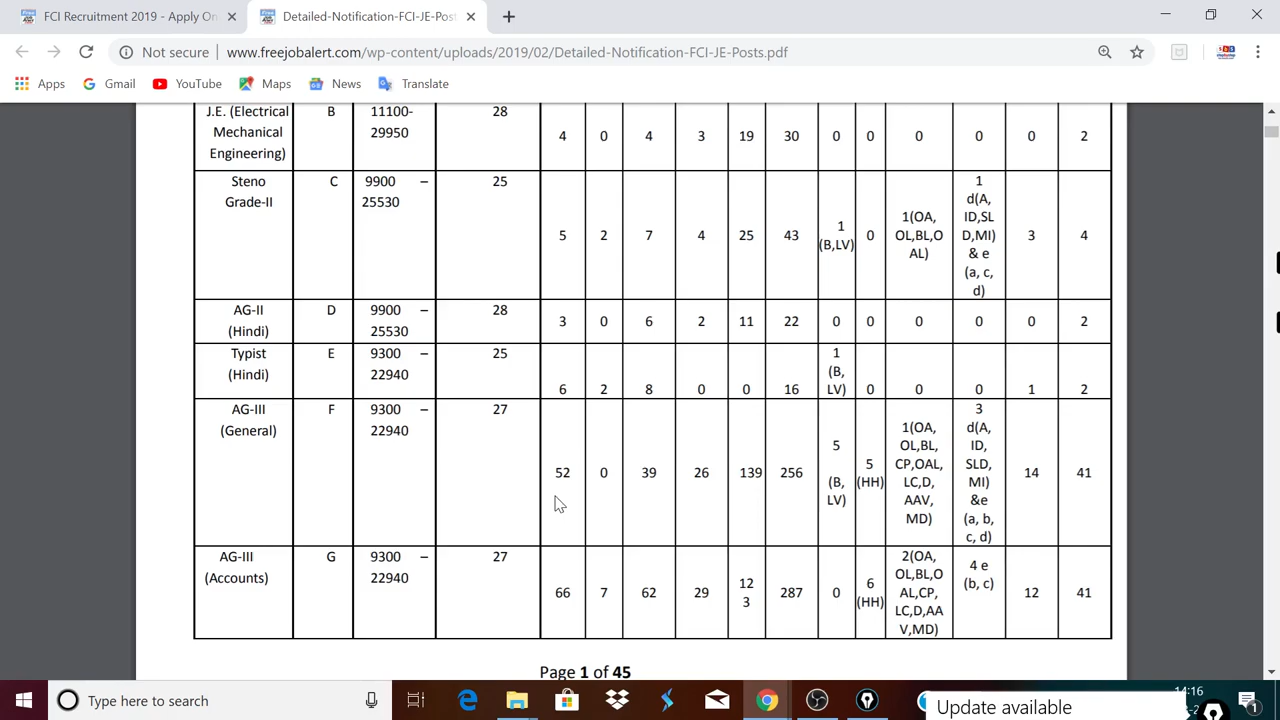 FCI Recruitment 2019 - Apply On
Detailed-Notification-FCI-JE-Posts.
Not secure
www.freejobalert.com/wp-content/uploads/2019/02/Detailed-Notification-FCI-JE-Posts.pdf
Apps
Gmail
YouTube
Maps
News
Translate
J.E. (Electrical
Mechanical
Engineering)
B
11100-
29950
28
4
0
4
3
19
30
0
0
0
0
0
2
Steno
Grade-II
C
9900 –
25530
25
5
2
7
4
25
43
1
(B,LV)
0
1(OA,
OL,BL,O
AL)
1
d(A,
ID,SL
D,MI)
& e
(a, c,
d)
3
4
AG-II
(Hindi)
D
9900 –
25530
28
3
0
6
2
11
22
0
0
0
0
0
2
Typist
(Hindi)
E
9300 –
22940
25
6
2
8
0
0
16
1
(B,
LV)
0
0
0
1
2
AG-III
(General)
F
9300 –
22940
27
52
0
39
26
139
256
5
(B,
LV)
5
(HH)
1(OA,
OL,BL,
CP,OAL,
LC,D,
AAV,
MD)
3
d(A,
ID,
SLD,
MI)
&e
(a, b,
c, d)
14
41
AG-III
(Accounts)
G
9300 –
22940
27
66
7
62
29
12
3
287
0
6
(HH)
2(OA,
OL,BL,O
AL,CP,
LC,D,AA
V,MD)
4 e
(b, c)
12
41
Page 1 of 45
Type here to search
14:16
Update available
1